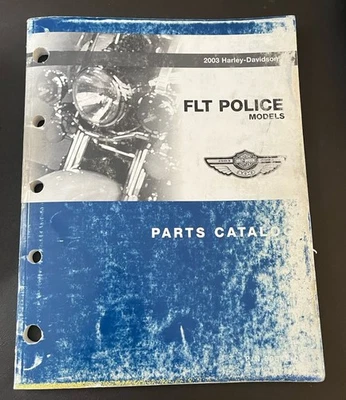 2003 Harley-Davidson
FLT POLICE
MODELS
PARTS CATALO